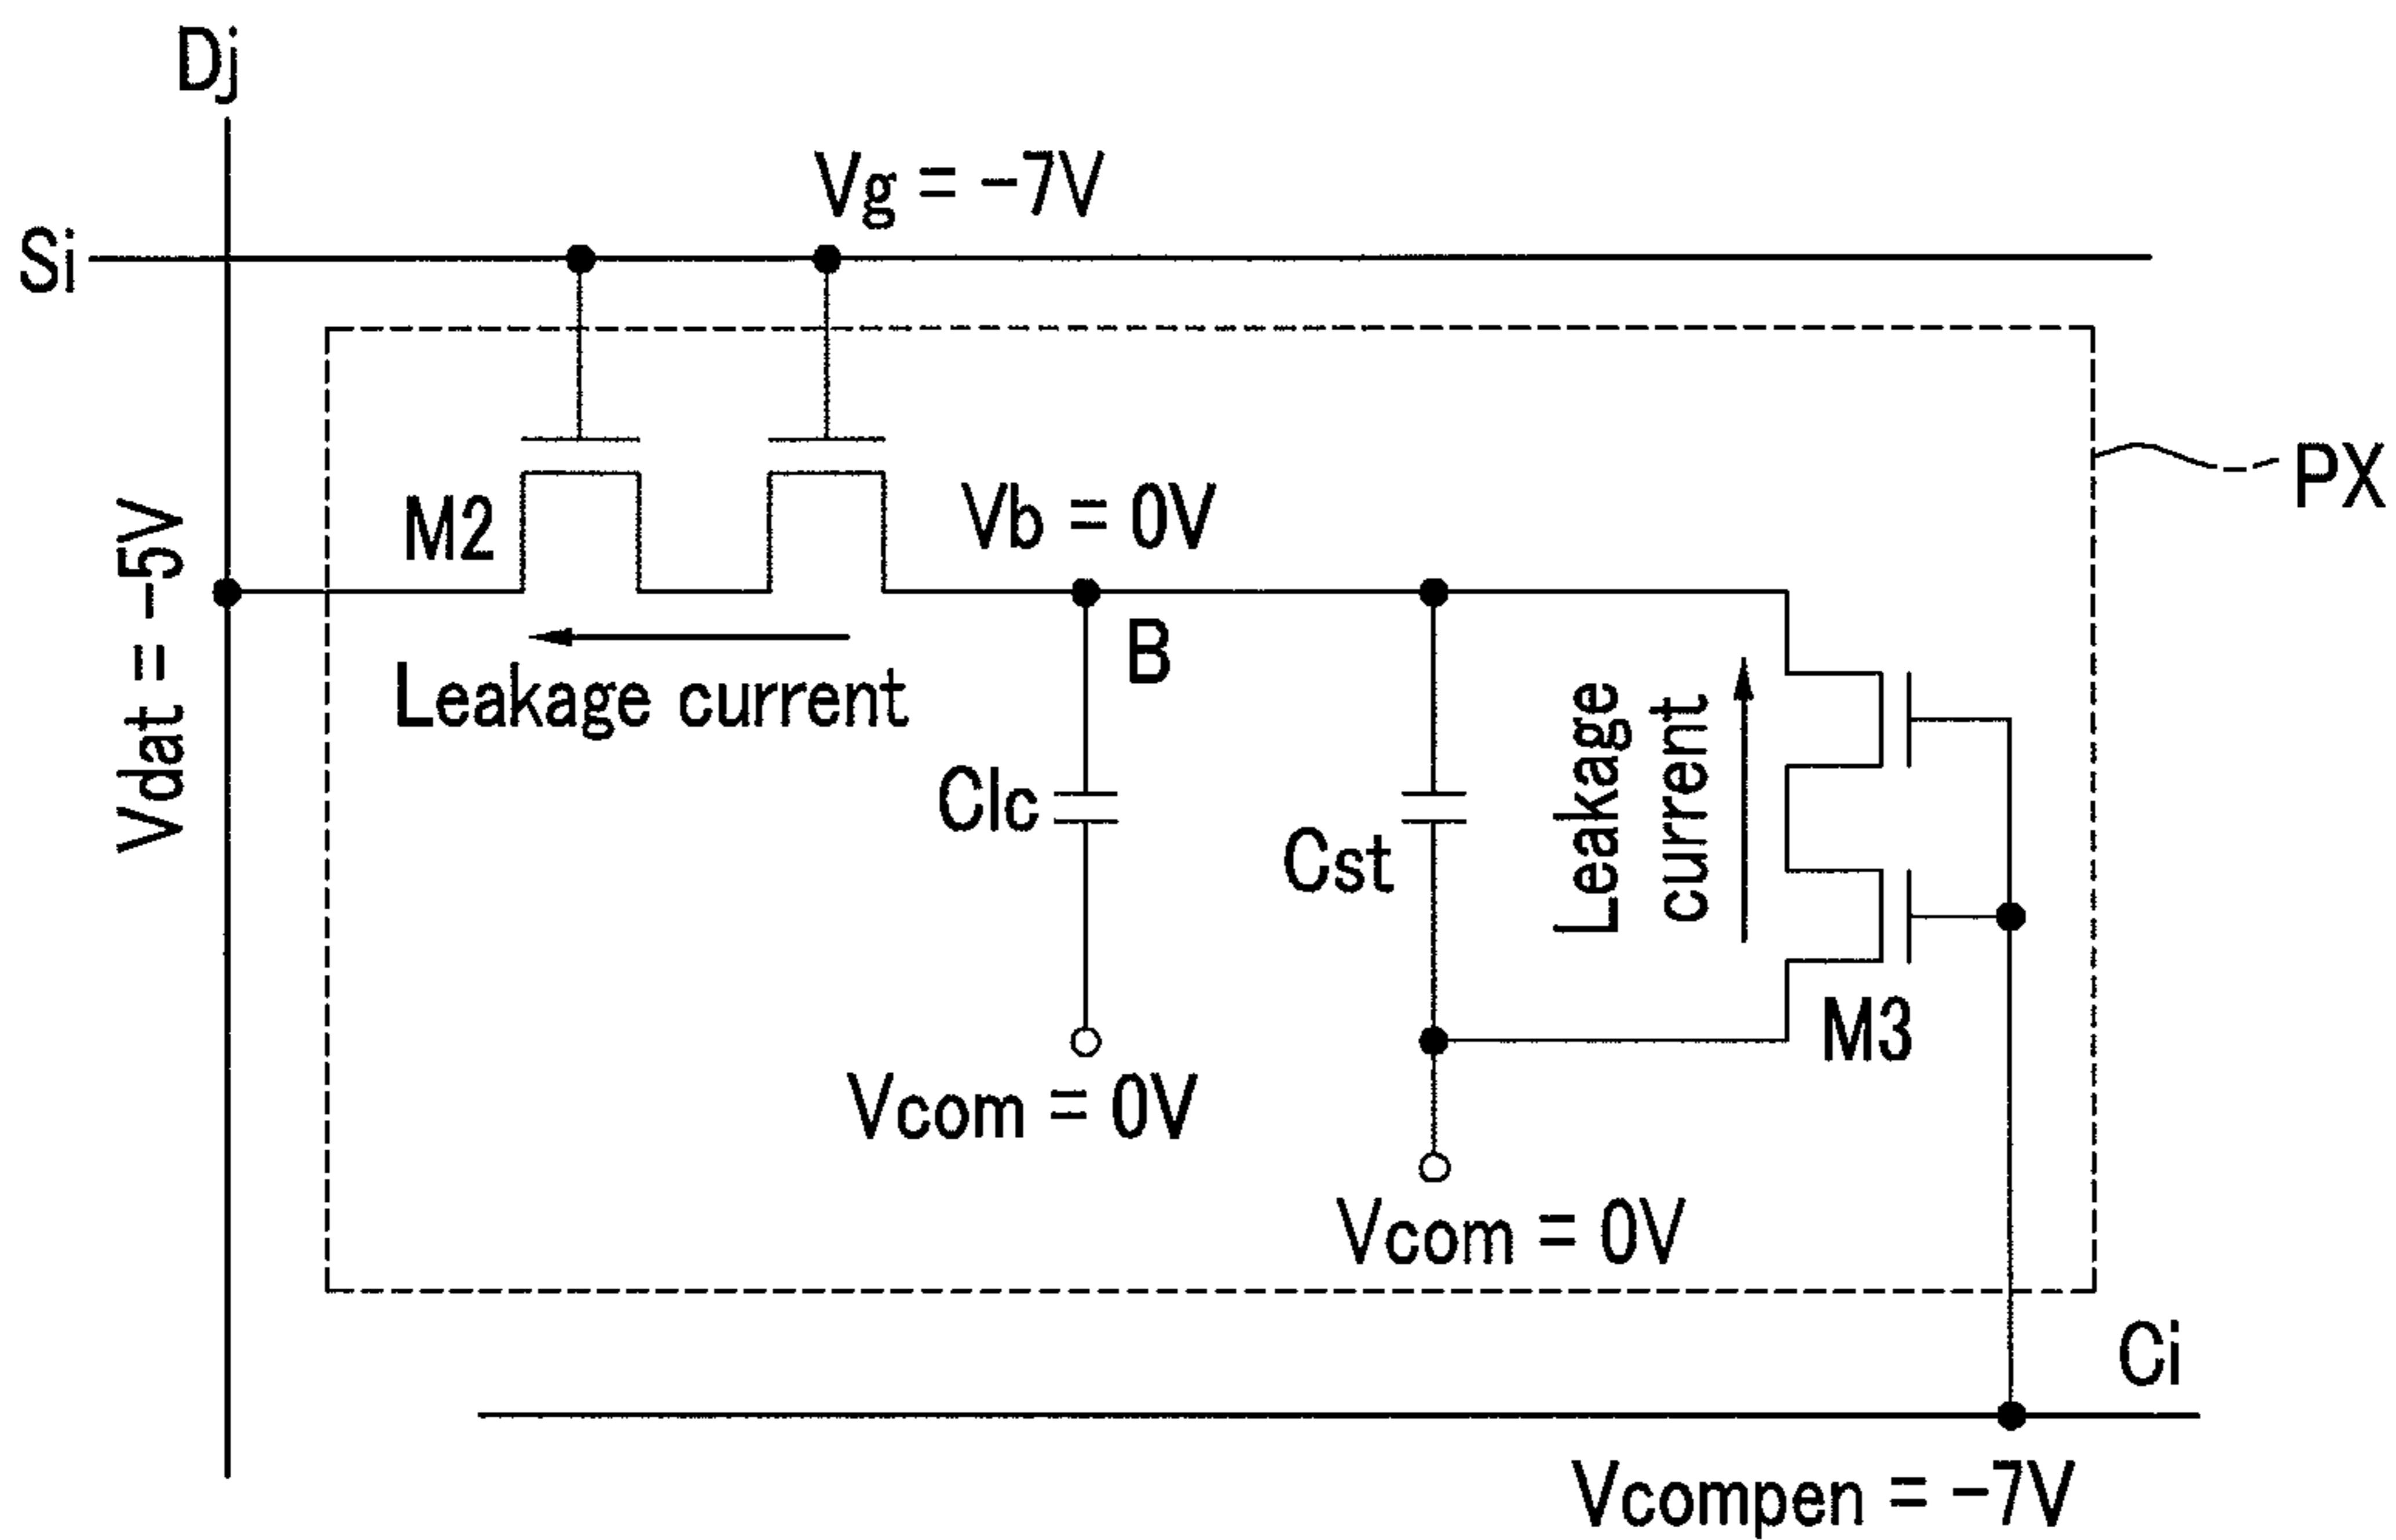 Dj
Vg = -7V
Si
PX
M2
Vb = 0V
Vdat = -5V
B
Leakage current
Leakage
current
Clc
Cst
M3
Vcom = 0V
Vcom = 0V
Ci
Vcompen = -7V